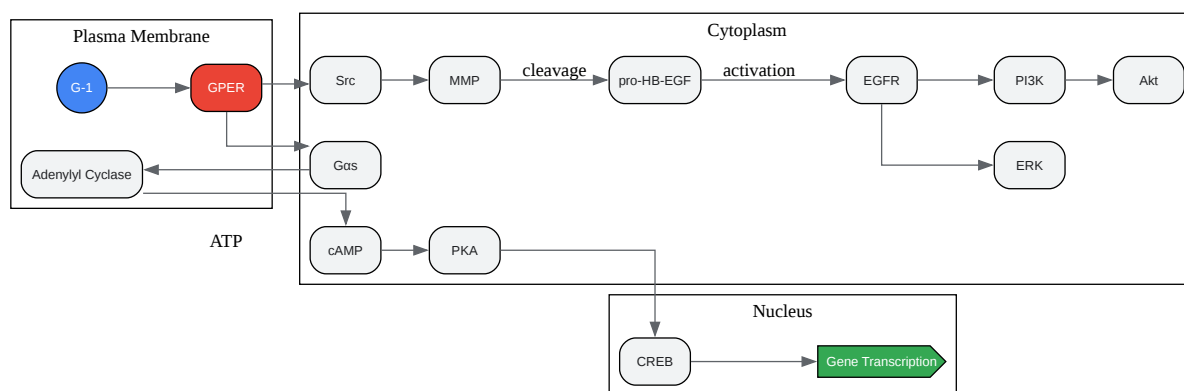 Plasma Membrane
Cytoplasm
G-1
GPER
Src
MMP
cleavage
pro-HB-EGF
activation
EGFR
PI3K
Akt
Adenylyl Cyclase
Gαs
ERK
ATP
cAMP
PKA
Nucleus
CREB
Gene Transcription